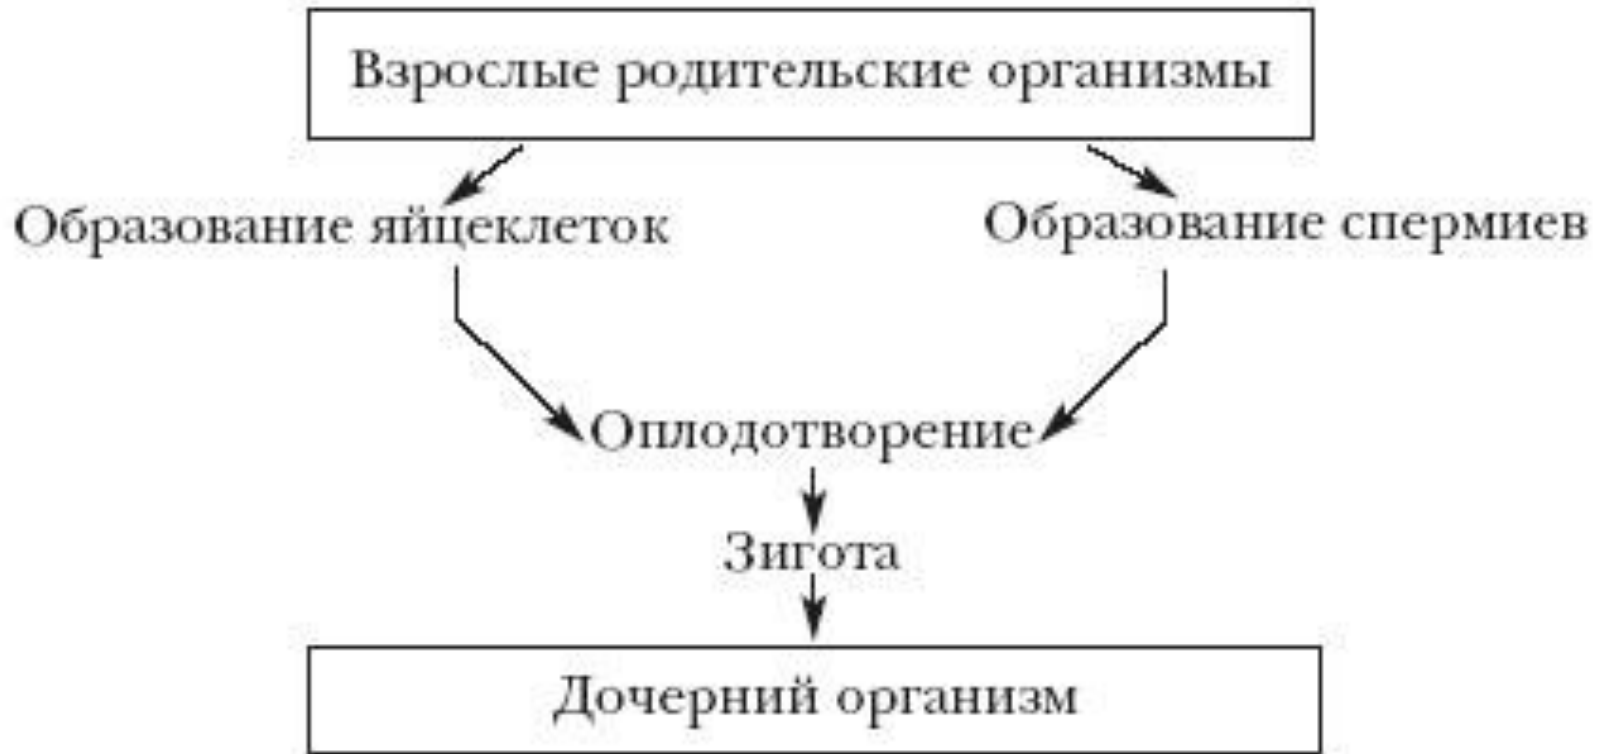 Взрослые родительские организмы
Образование яйцеклеток
Образование спермиев
Оплодотворение
Зигота
Дочерний организм